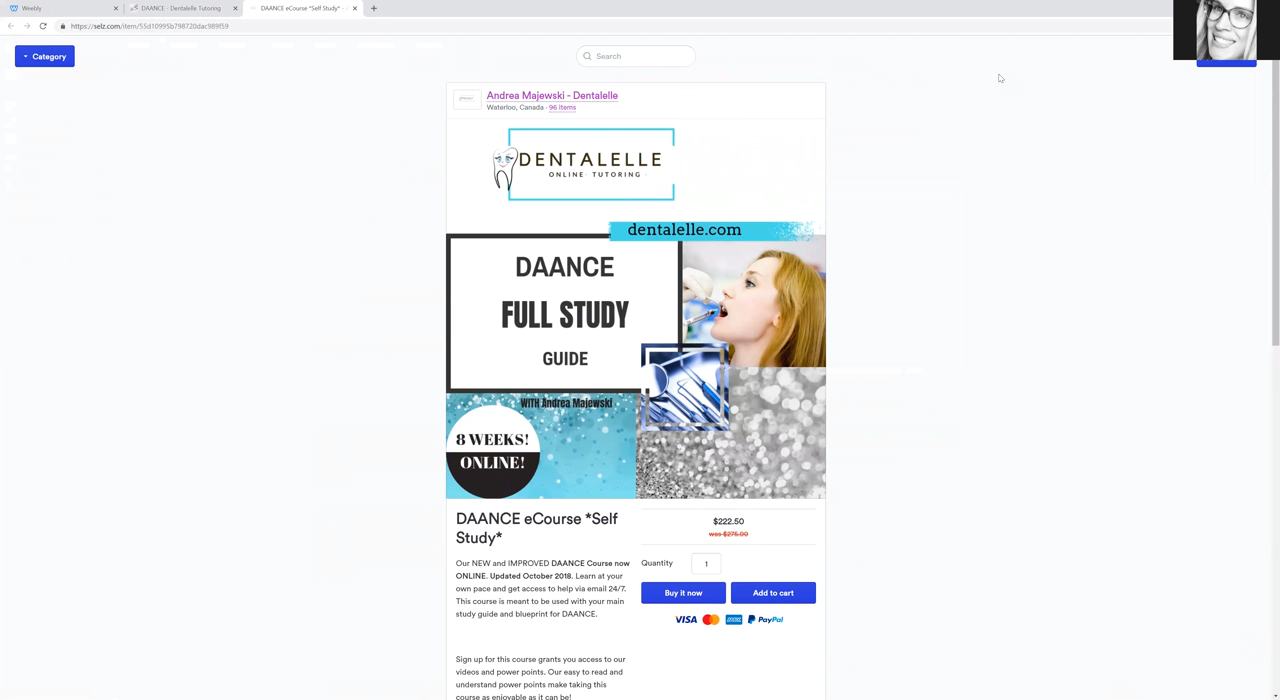 Weebly
DAANCE - Dentalelle Tutoring
DAANCE eCourse *Self Study* -
https://selz.com/item/55d10995b798720dac989f59
Category
Search
Andrea Majewski - Dentalelle
Waterloo, Canada · 96 items
DENTALELLE
ONLINE TUTORING
dentalelle.com
DAANCE
FULL STUDY
GUIDE
WITH Andrea Majewski
8 WEEKS!
ONLINE!
DAANCE eCourse *Self
Study*
$222.50
was $275.00
Quantity
1
Buy it now
Add to cart
VISA
PayPal
Our NEW and IMPROVED DAANCE Course now
ONLINE. Updated October 2018. Learn at your
own pace and get access to help via email 24/7.
This course is meant to be used with your main
study guide and blueprint for DAANCE.
Sign up for this course grants you access to our
videos and power points. Our easy to read and
understand power points make taking this
course as enjoyable as it can be!